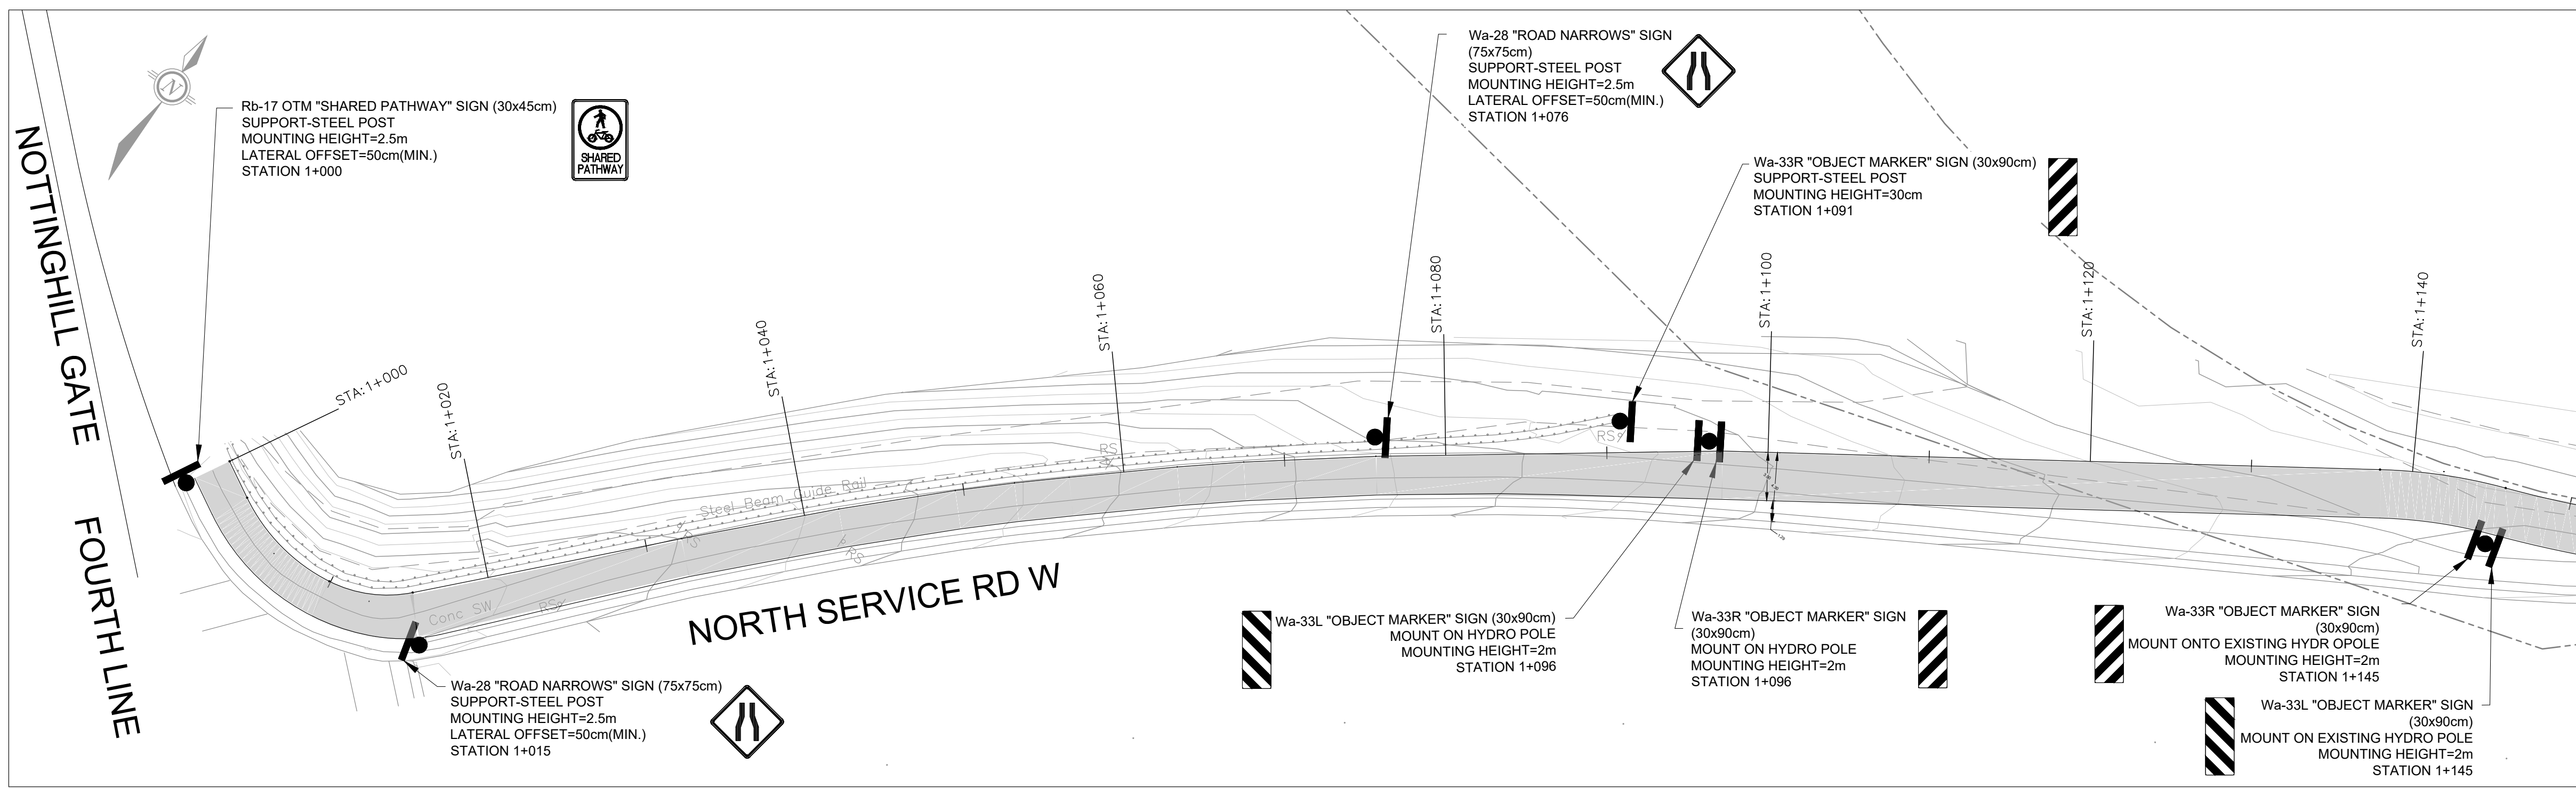 NOTTINGHILL GATE
FOURTH LINE
N
Rb-17 OTM "SHARED PATHWAY" SIGN (30x45cm)
SUPPORT-STEEL POST
MOUNTING HEIGHT=2.5m
LATERAL OFFSET=50cm(MIN.)
STATION 1+000
SHARED
PATHWAY
Wa-28 "ROAD NARROWS" SIGN
(75x75cm)
SUPPORT-STEEL POST
MOUNTING HEIGHT=2.5m
LATERAL OFFSET=50cm(MIN.)
STATION 1+076
Wa-33R "OBJECT MARKER" SIGN (30x90cm)
SUPPORT-STEEL POST
MOUNTING HEIGHT=30cm
STATION 1+091
STA:1+000
STA:1+020
STA:1+040
STA:1+060
STA:1+080
STA:1+100
STA:1+120
STA:1+140
Steel Beam Guide Rail
RS
RS
RS
RS
Conc SW
RS
NORTH SERVICE RD W
Wa-28 "ROAD NARROWS" SIGN (75x75cm)
SUPPORT-STEEL POST
MOUNTING HEIGHT=2.5m
LATERAL OFFSET=50cm(MIN.)
STATION 1+015
Wa-33L "OBJECT MARKER" SIGN (30x90cm)
MOUNT ON HYDRO POLE
MOUNTING HEIGHT=2m
STATION 1+096
Wa-33R "OBJECT MARKER" SIGN
(30x90cm)
MOUNT ON HYDRO POLE
MOUNTING HEIGHT=2m
STATION 1+096
Wa-33R "OBJECT MARKER" SIGN
(30x90cm)
MOUNT ONTO EXISTING HYDR OPOLE
MOUNTING HEIGHT=2m
STATION 1+145
Wa-33L "OBJECT MARKER" SIGN
(30x90cm)
MOUNT ON EXISTING HYDRO POLE
MOUNTING HEIGHT=2m
STATION 1+145